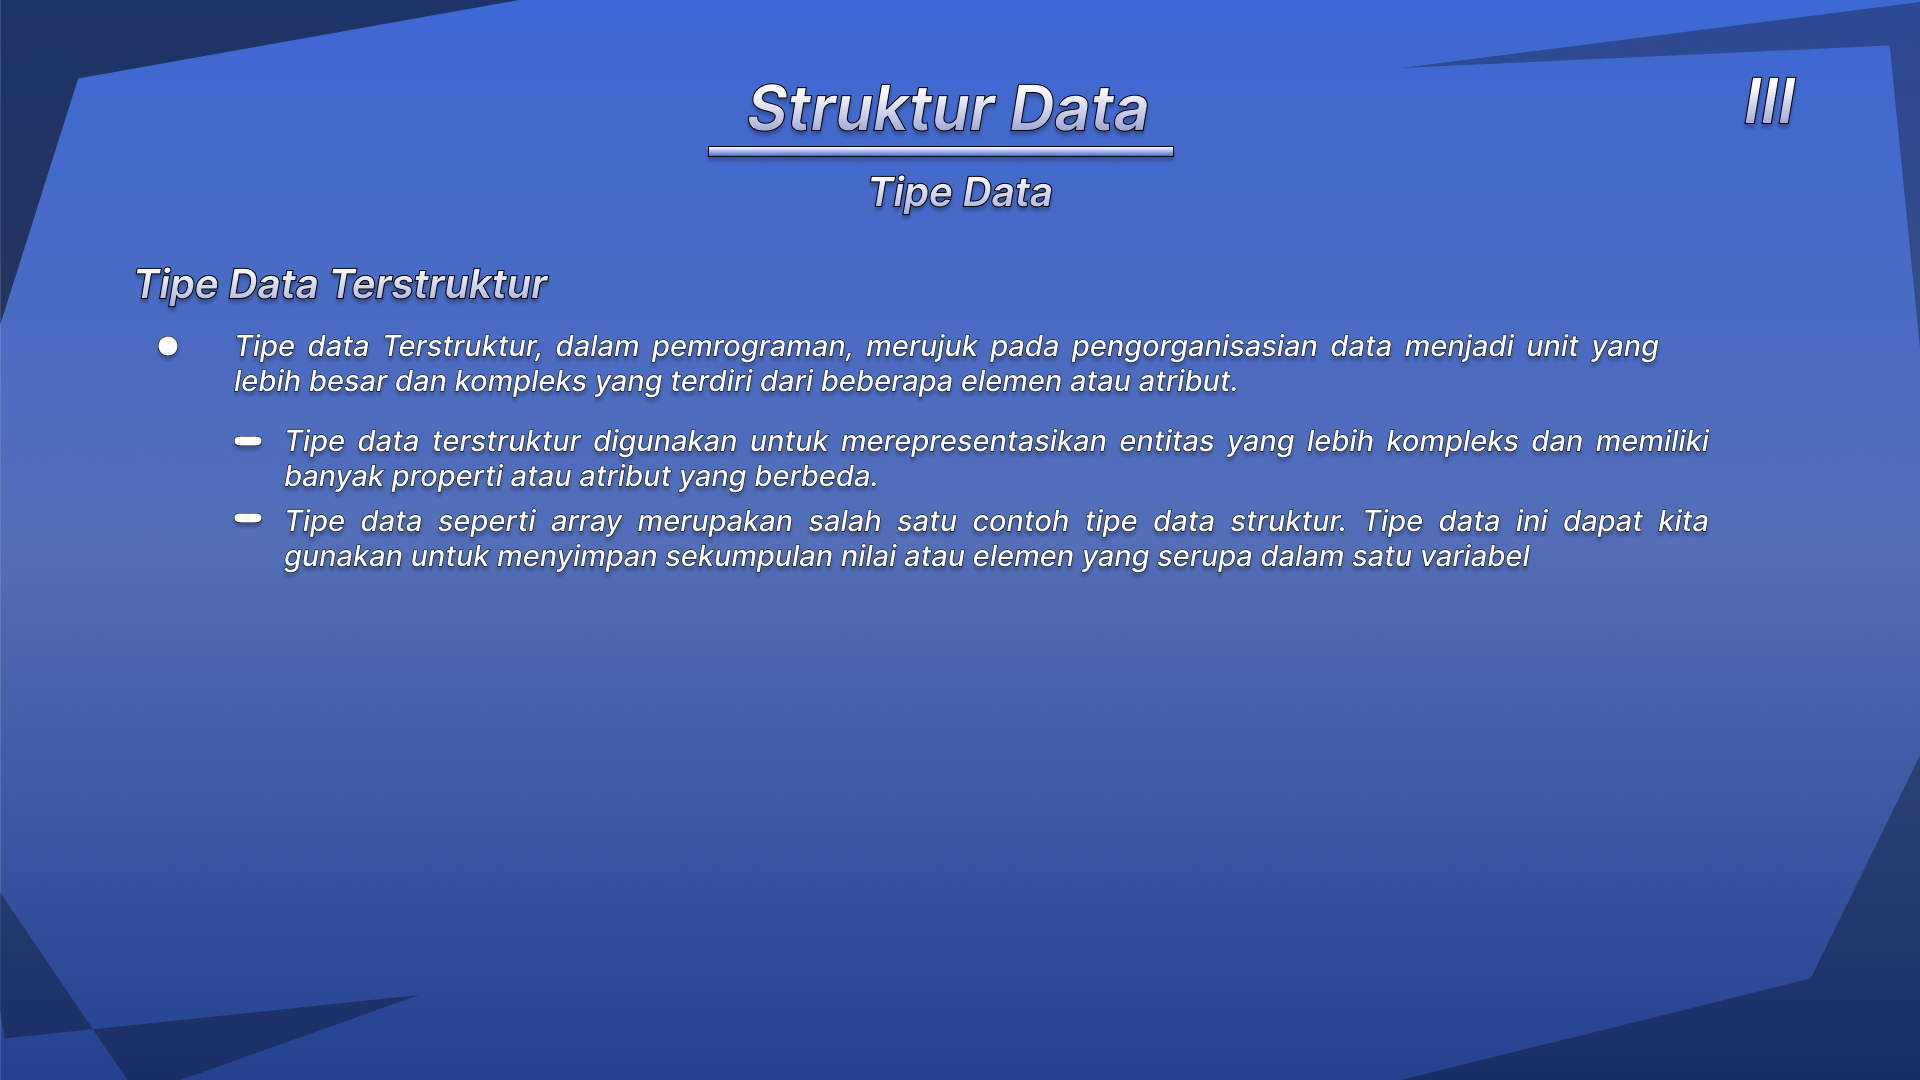 Struktur Data
III
Tipe Data
Tipe Data Terstruktur
Tipe data Terstruktur, dalam pemrograman, merujuk pada pengorganisasian data menjadi unit yang
lebih besar dan kompleks yang terdiri dari beberapa elemen atau atribut.
Tipe data terstruktur digunakan untuk merepresentasikan entitas yang lebih kompleks dan memiliki
banyak properti atau atribut yang berbeda.
Tipe data seperti array merupakan salah satu contoh tipe data struktur. Tipe data ini dapat kita
gunakan untuk menyimpan sekumpulan nilai atau elemen yang serupa dalam satu variabel